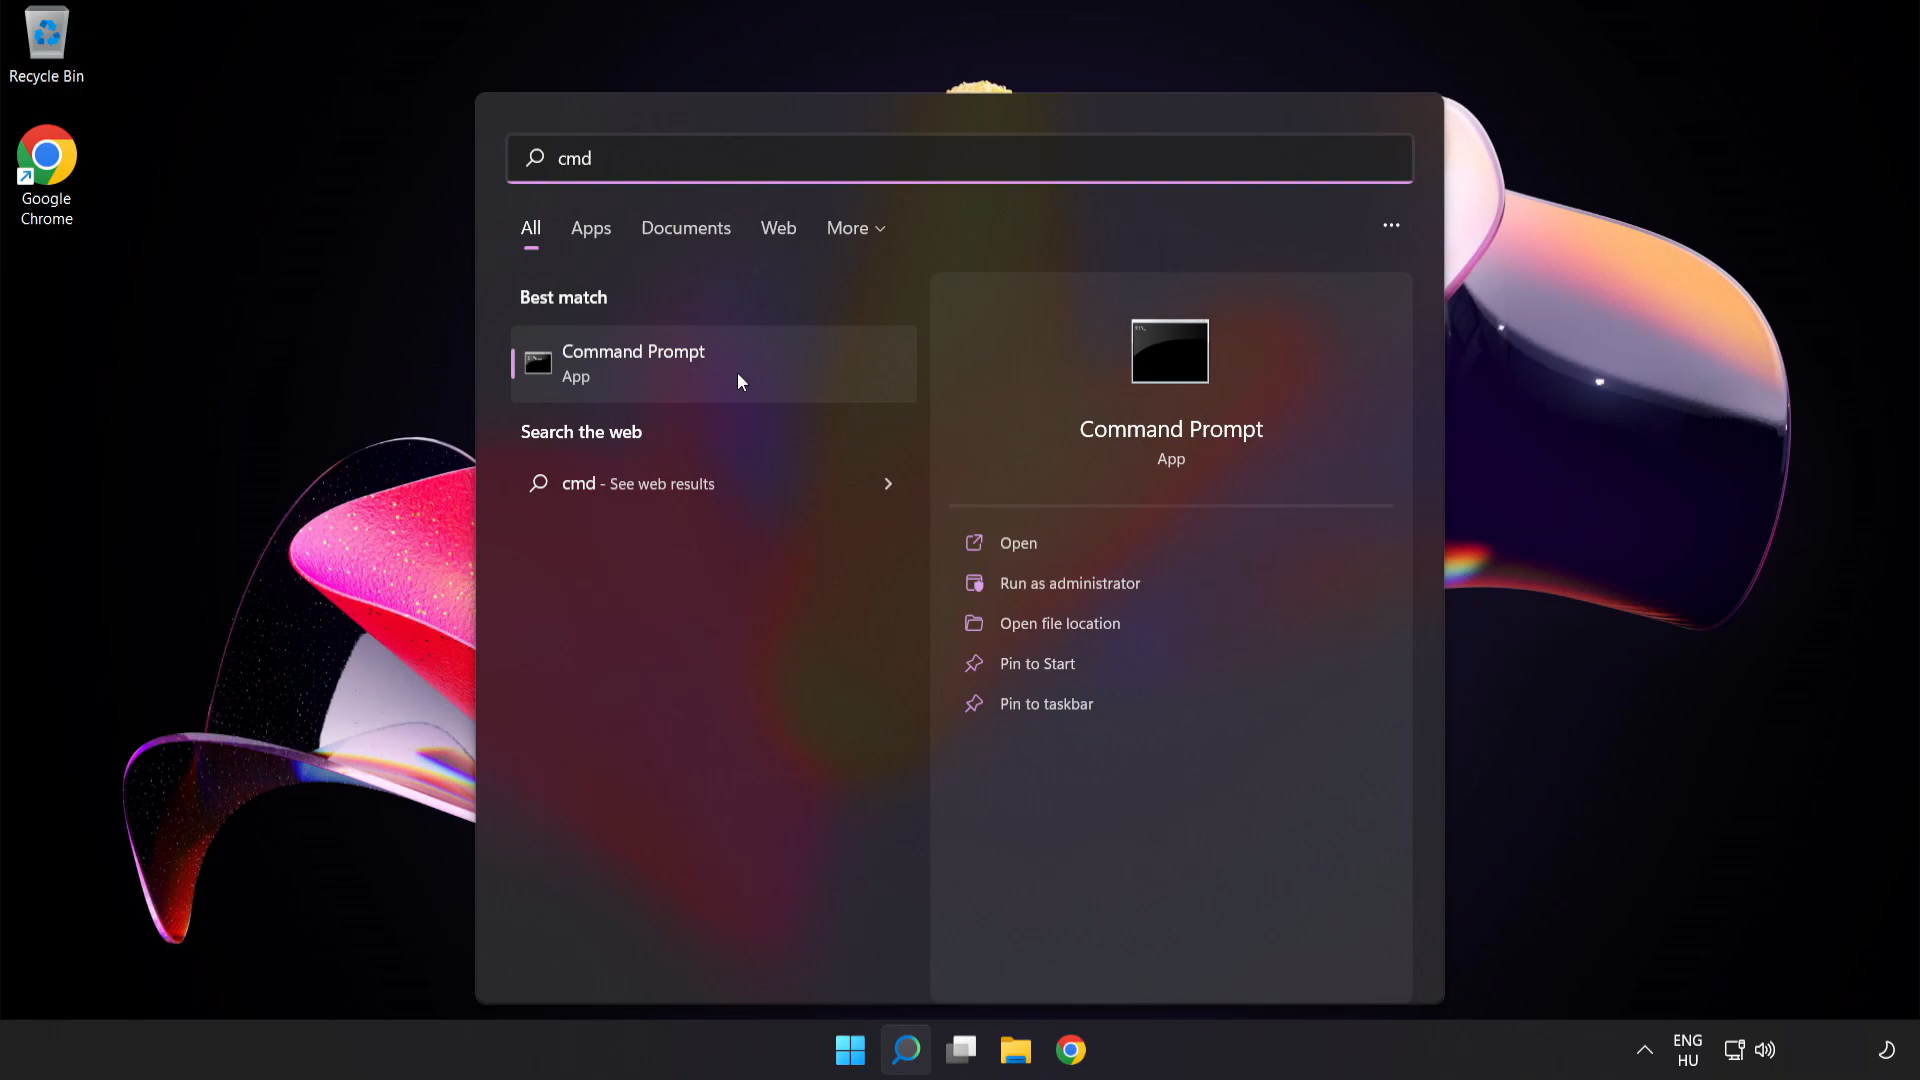 Recycle Bin
Google
Chrome
cmd
All Apps Documents Web More
Best match
Command Prompt
App
Search the web
cmd - See web results
Command Prompt
App
Open
Run as administrator
Open file location
Pin to Start
Pin to taskbar
ENG
HU